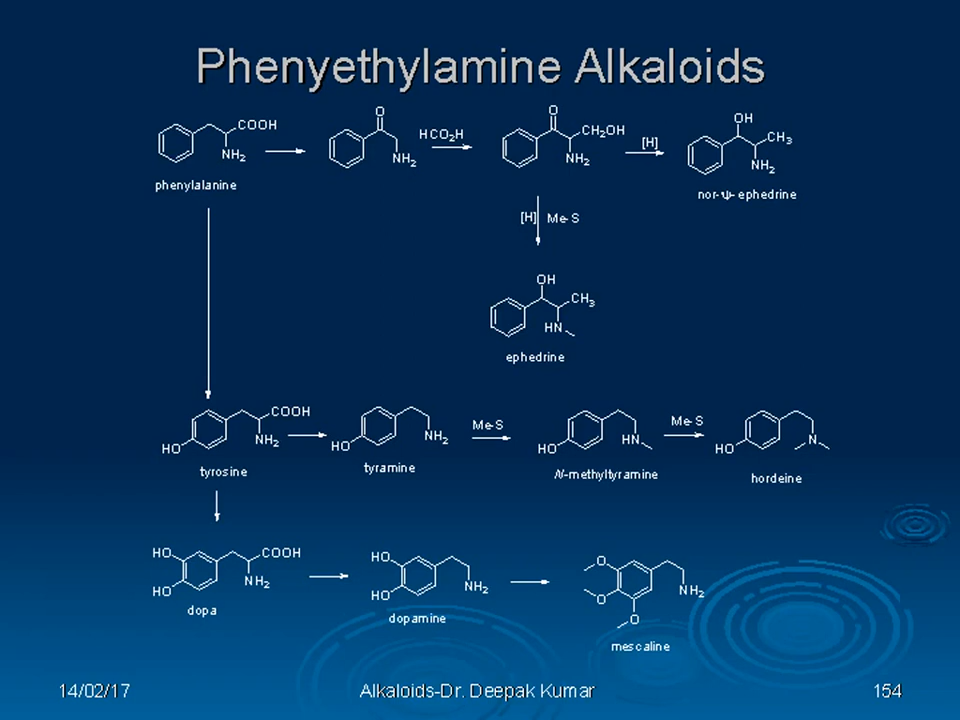 Phenyethylamine Alkaloids
COOH
NH₂
phenylalanine
O
NH₂
HCO₂H
O
CH₂OH
NH₂
[H]
OH
CH₃
NH₂
nor-ψ-ephedrine
[H] Me-S
OH
CH₃
HN
ephedrine
COOH
NH₂
HO
tyrosine
NH₂
HO
tyramine
Me-S
HO
HN
N-methyltyramine
Me-S
HO
N
hordeine
HO
COOH
NH₂
HO
dopa
HO
NH₂
HO
dopamine
O
O
NH₂
O
mescaline
14/02/17
Alkaloids-Dr. Deepak Kumar
154